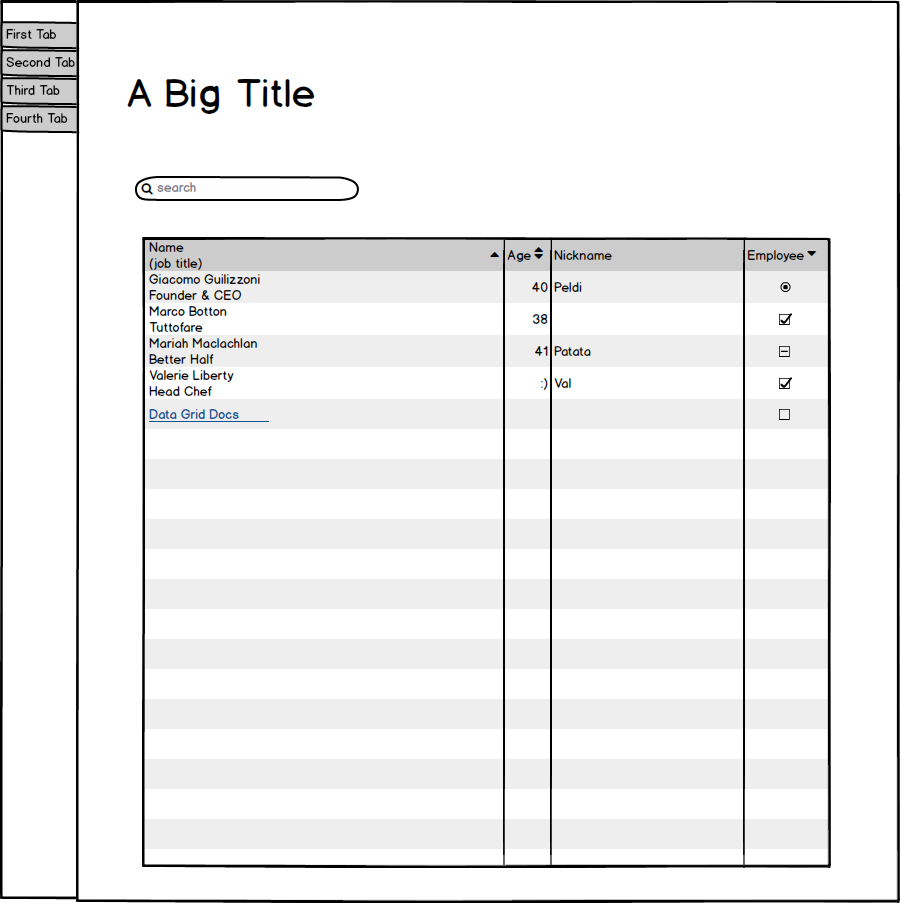 First Tab
Second Tab
Third Tab
Fourth Tab
A Big Title
search
Name
(job title)
Age
Nickname
Employee
Giacomo Guilizzoni
Founder & CEO
40
Peldi
Marco Botton
Tuttofare
38
Mariah Maclachlan
Better Half
41
Patata
Valerie Liberty
Head Chef
:)
Val
Data Grid Docs